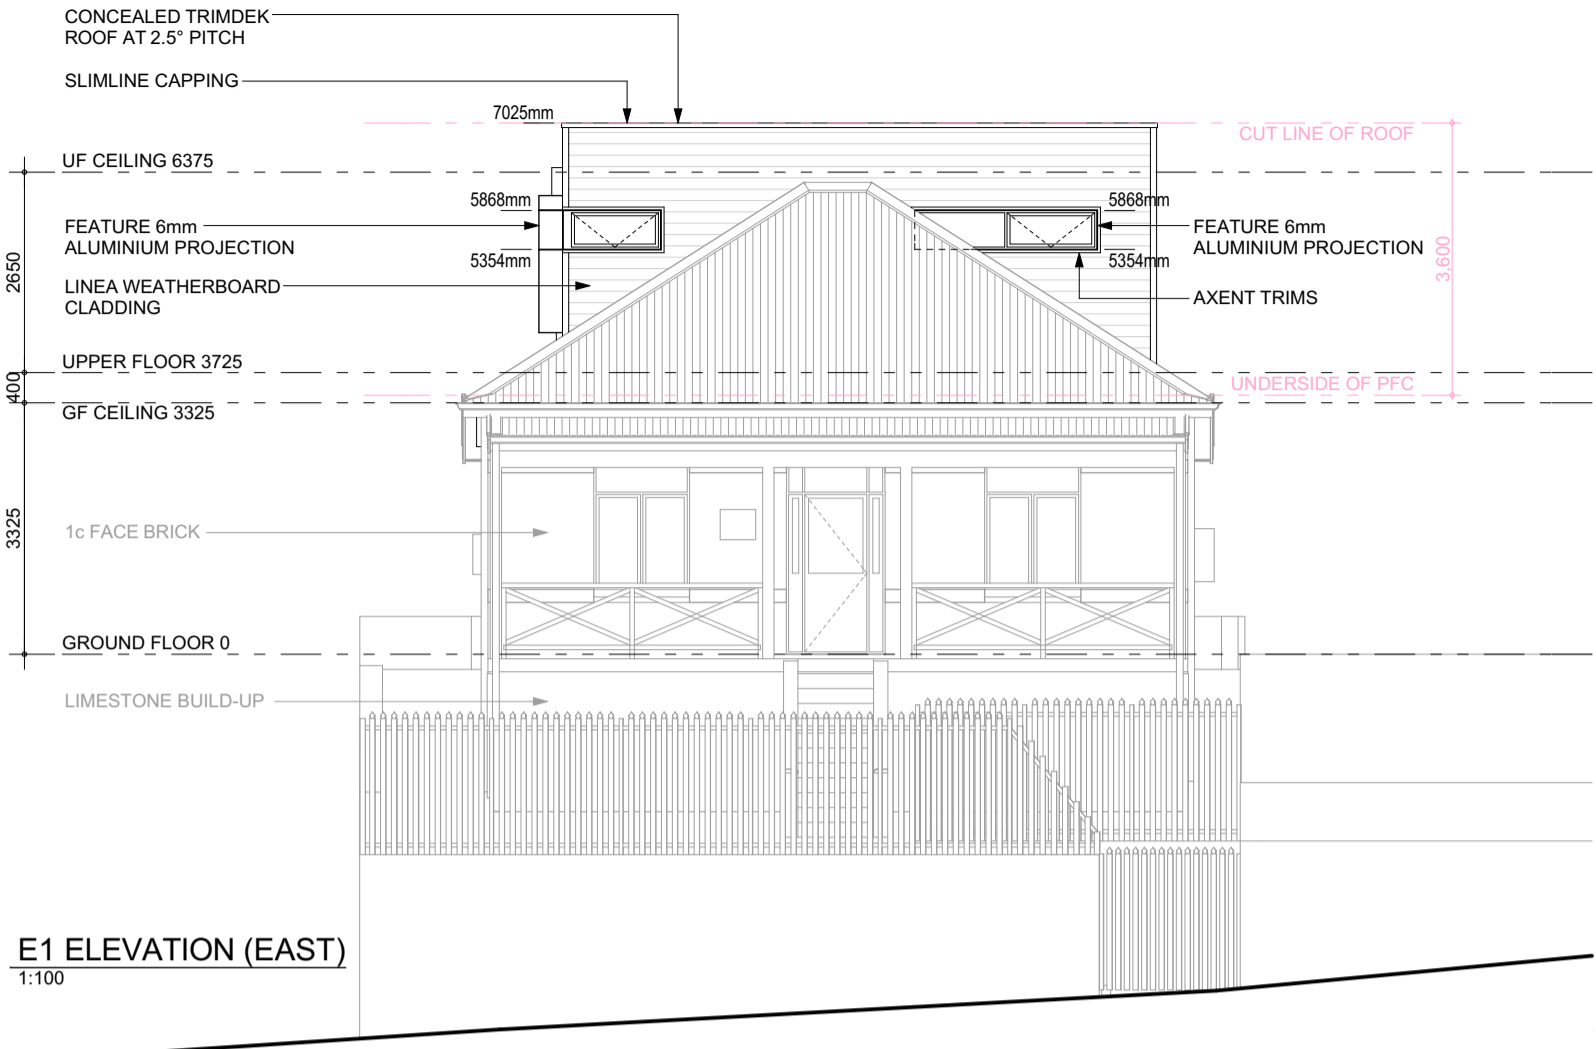 CONCEALED TRIMDEK
ROOF AT 2.5° PITCH
SLIMLINE CAPPING
7025mm
CUT LINE OF ROOF
UF CEILING 6375
5868mm
5868mm
FEATURE 6mm
ALUMINIUM PROJECTION
FEATURE 6mm
ALUMINIUM PROJECTION
3,600
2650
5354mm
5354mm
LINEA WEATHERBOARD
CLADDING
AXENT TRIMS
UPPER FLOOR 3725
UNDERSIDE OF PFC
400
GF CEILING 3325
3325
1c FACE BRICK
GROUND FLOOR 0
LIMESTONE BUILD-UP
E1 ELEVATION (EAST)
1:100